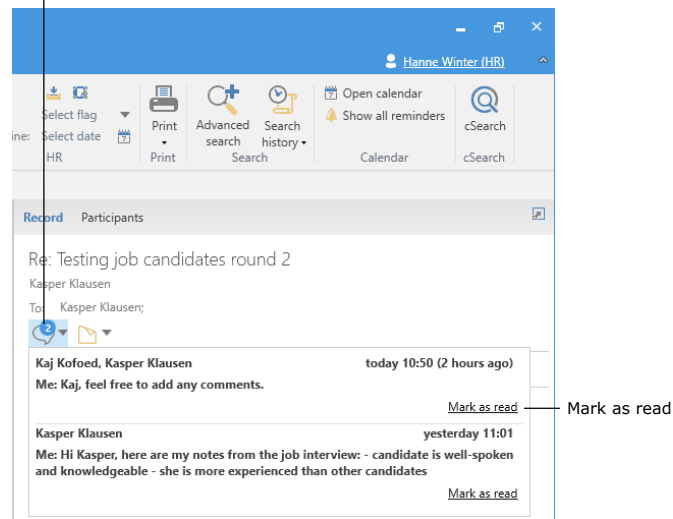 Hanne Winter (HR)
Select flag
ine: Select date
HR
Print
Print
Advanced search
Search history
Search
Open calendar
Show all reminders
Calendar
cSearch
cSearch
Record Participants
Re: Testing job candidates round 2
Kasper Klausen
To: Kasper Klausen;
2
Kaj Kofoed, Kasper Klausen today 10:50 (2 hours ago)
Me: Kaj, feel free to add any comments.
Mark as read
Mark as read
Kasper Klausen yesterday 11:01
Me: Hi Kasper, here are my notes from the job interview: - candidate is well-spoken
and knowledgeable - she is more experienced than other candidates
Mark as read